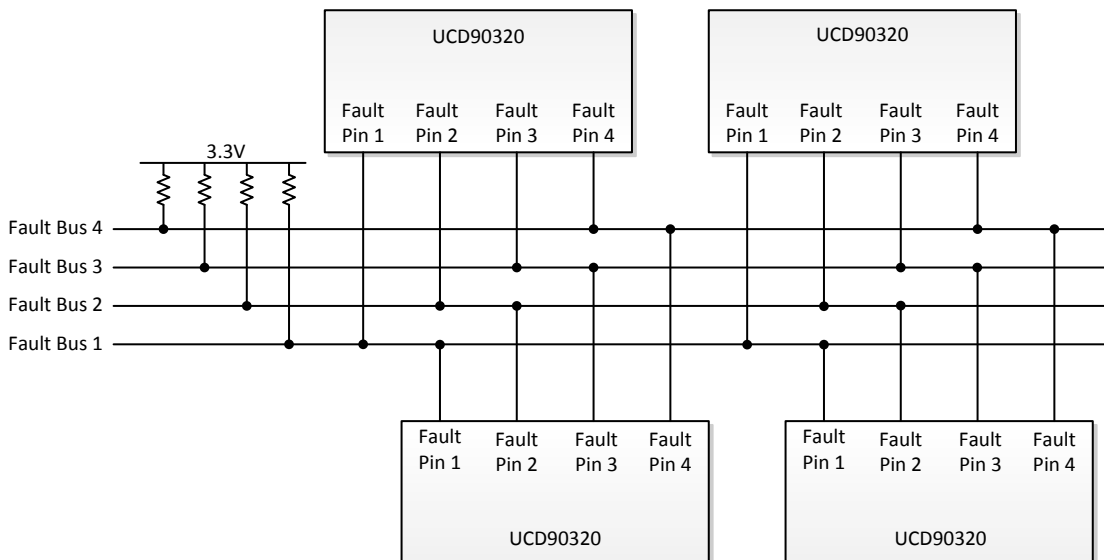 UCD90320
UCD90320
Fault Pin 1
Fault Pin 2
Fault Pin 3
Fault Pin 4
Fault Pin 1
Fault Pin 2
Fault Pin 3
Fault Pin 4
3.3V
Fault Bus 4
Fault Bus 3
Fault Bus 2
Fault Bus 1
Fault Pin 1
Fault Pin 2
Fault Pin 3
Fault Pin 4
Fault Pin 1
Fault Pin 2
Fault Pin 3
Fault Pin 4
UCD90320
UCD90320